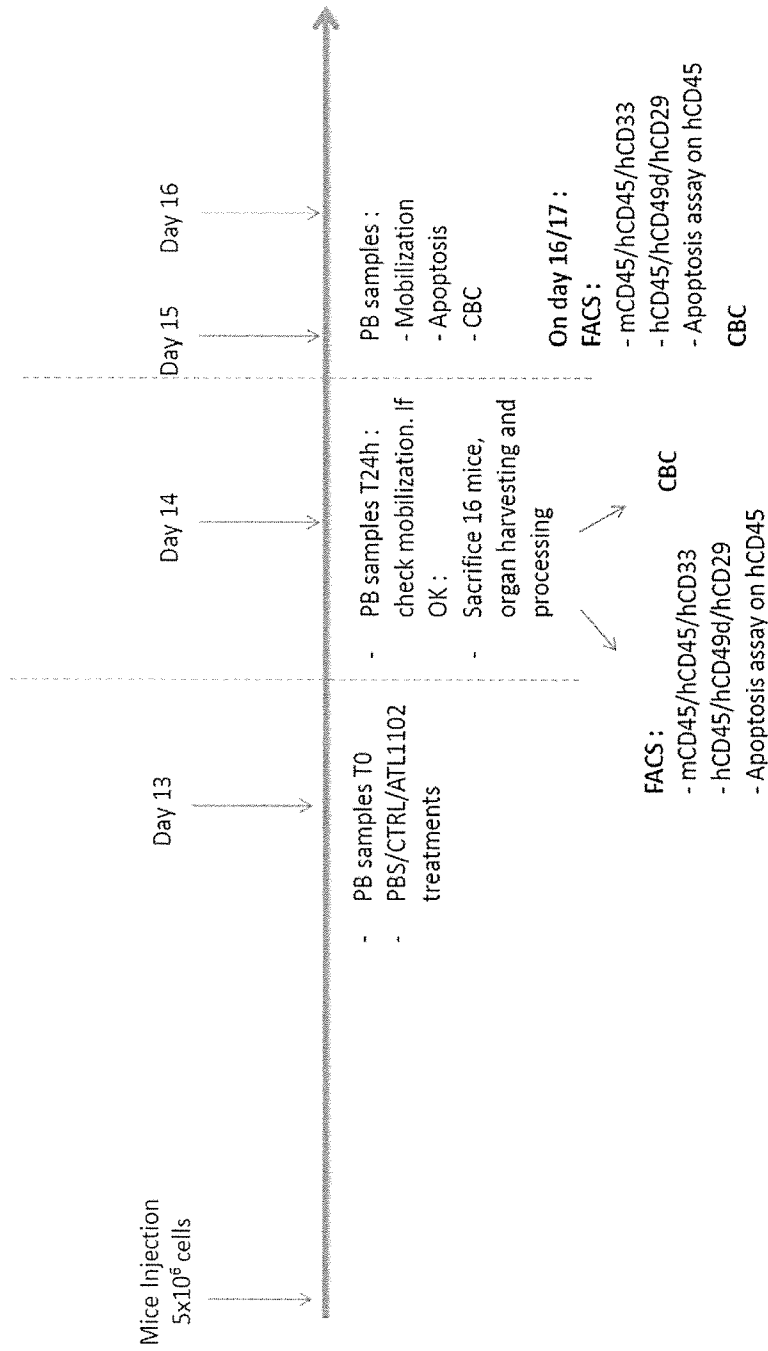 Mice Injection
5x10⁶ cells
Day 13
Day 14
Day 15
Day 16
- PB samples T0
- PBS/CTRL/ATL1102
treatments
- PB samples T24h :
check mobilization. If
OK :
- Sacrifice 16 mice,
organ harvesting and
processing
FACS :
- mCD45/hCD45/hCD33
- hCD45/hCD49d/hCD29
- Apoptosis assay on hCD45
CBC
PB samples :
- Mobilization
- Apoptosis
- CBC
On day 16/17 :
FACS :
- mCD45/hCD45/hCD33
- hCD45/hCD49d/hCD29
- Apoptosis assay on hCD45
CBC